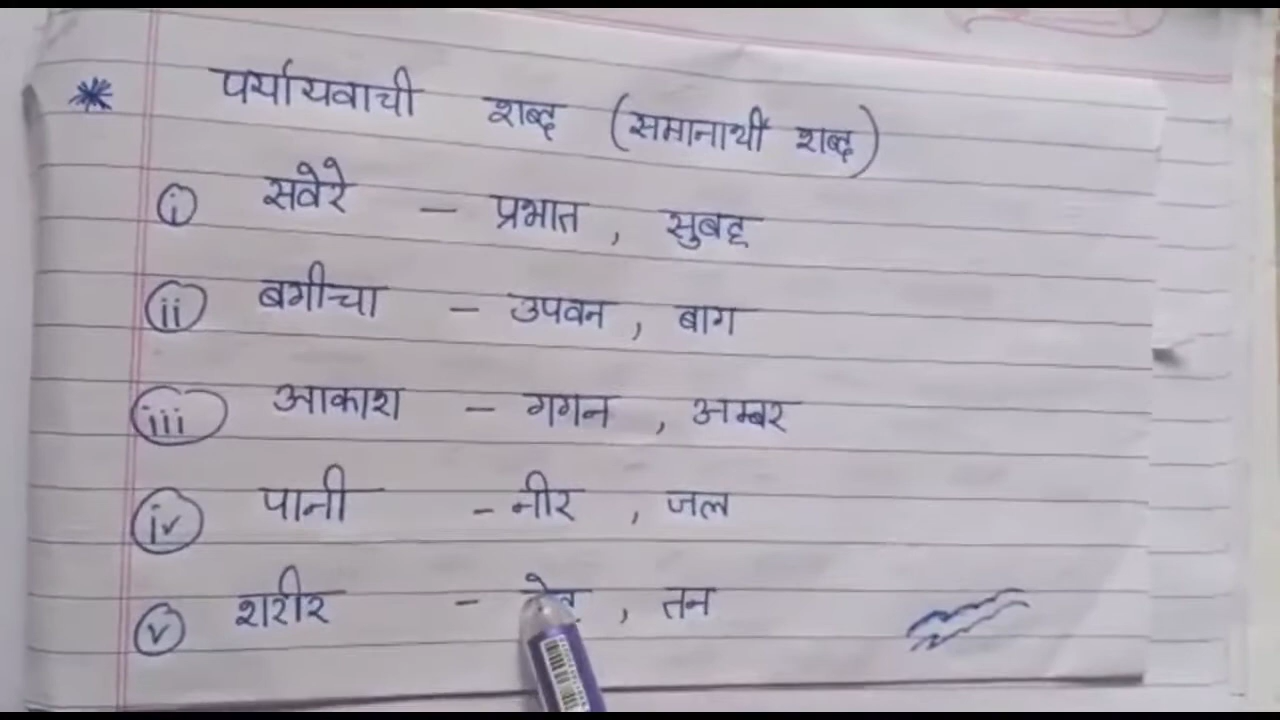 * पर्यायवाची शब्द (समानार्थी शब्द)
(i) सवेरे - प्रभात, सुबह
(ii) बगीचा - उपवन, बाग
(iii) आकाश - गगन, अम्बर
(iv) पानी - नीर, जल
(v) शरीर - , तन